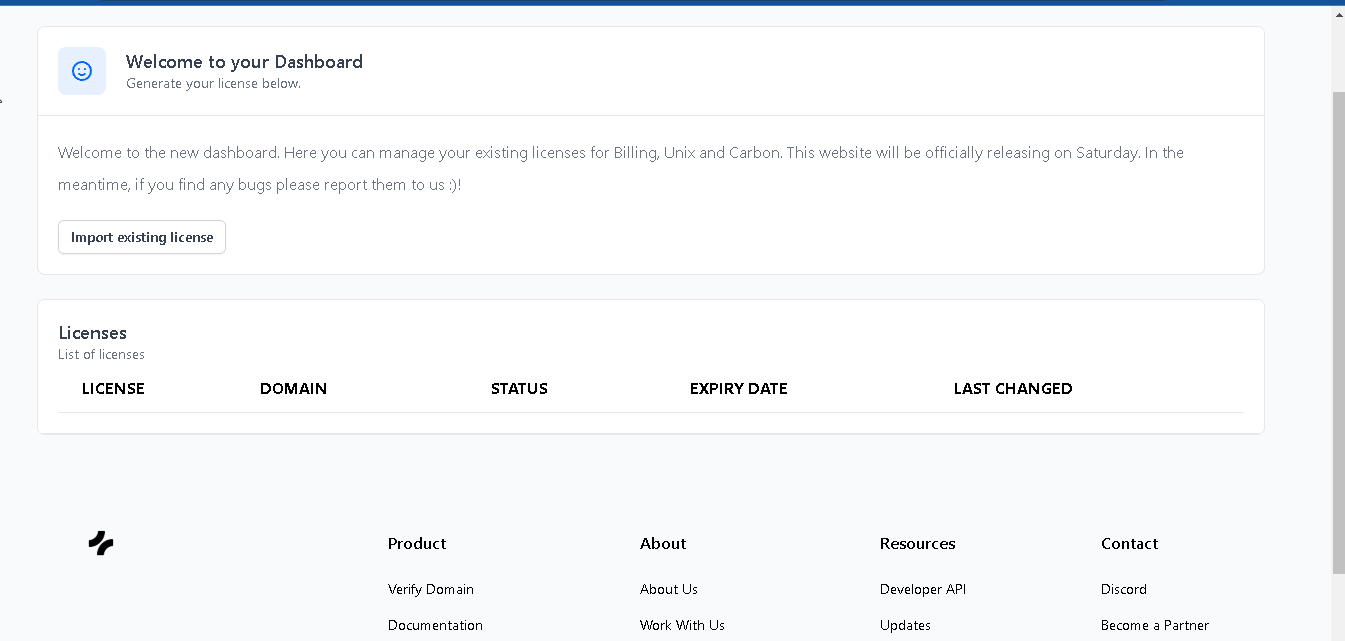 Welcome to your Dashboard
Generate your license below.
Welcome to the new dashboard. Here you can manage your existing licenses for Billing, Unix and Carbon. This website will be officially releasing on Saturday. In the
meantime, if you find any bugs please report them to us :)!
Import existing license
Licenses
List of licenses
LICENSE DOMAIN STATUS EXPIRY DATE LAST CHANGED
Product About Resources Contact
Verify Domain About Us Developer API Discord
Documentation Work With Us Updates Become a Partner